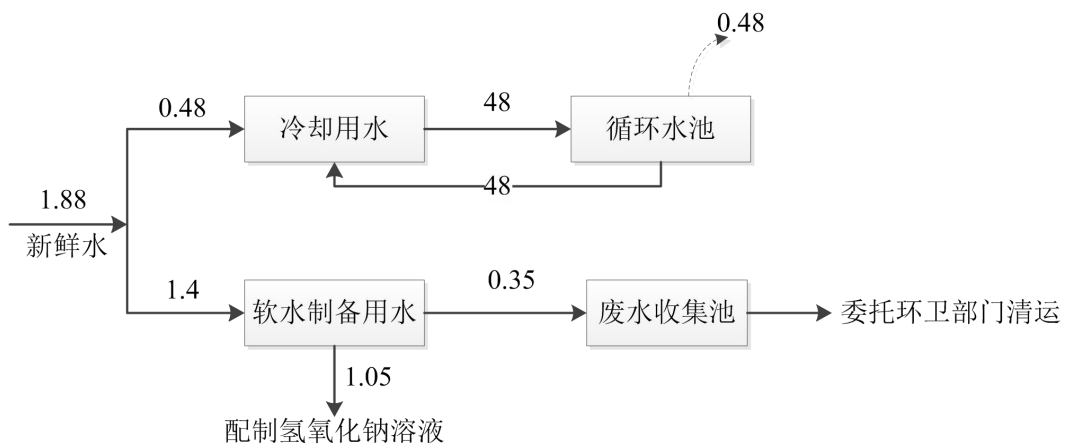 0.48
0.48
冷却用水
48
循环水池
48
1.88
新鲜水
1.4
软水制备用水
0.35
废水收集池
委托环卫部门清运
1.05
配制氢氧化钠溶液